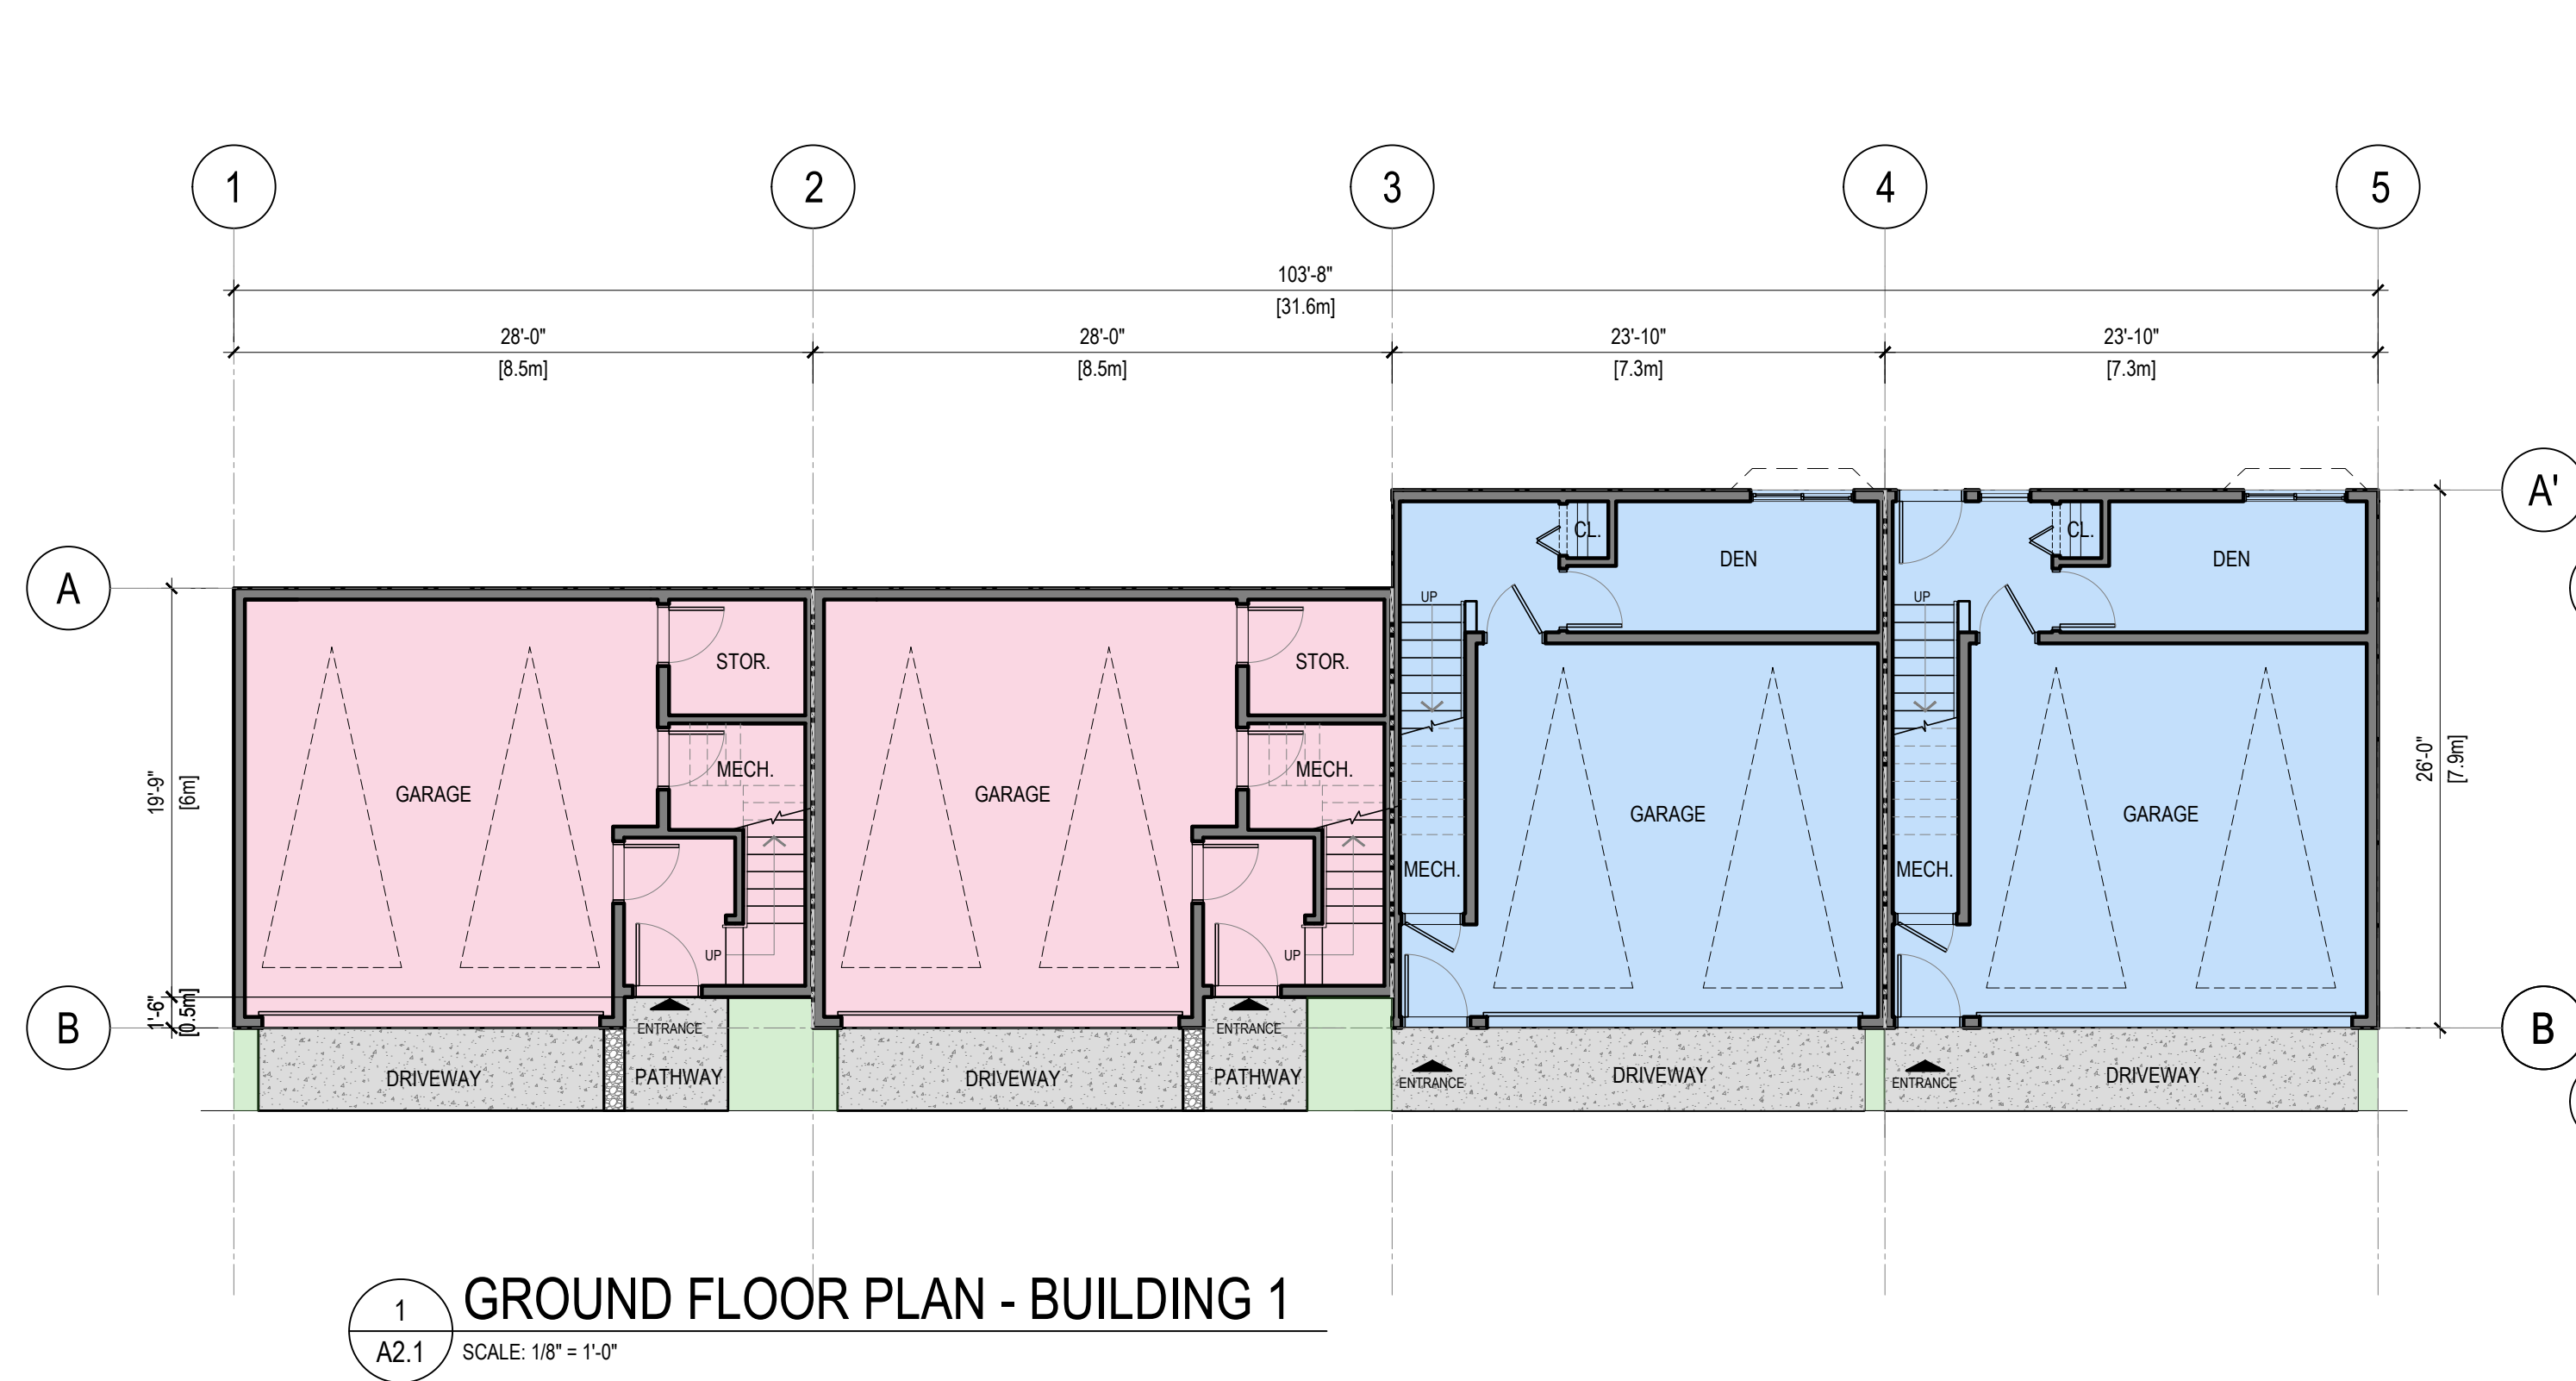 1
2
3
4
5
103'-8"
[31.6m]
28'-0"
28'-0"
23'-10"
23'-10"
[8.5m]
[8.5m]
[7.3m]
[7.3m]
A'
CL.
CL.
DEN
DEN
A
UP
UP
STOR.
STOR.
MECH.
MECH.
19'-9"
[6m]
26'-0"
[7.9m]
GARAGE
GARAGE
GARAGE
GARAGE
MECH.
MECH.
UP
UP
1'-6"
[0.5m]
B
ENTRANCE
ENTRANCE
B
DRIVEWAY
PATHWAY
DRIVEWAY
PATHWAY
ENTRANCE
DRIVEWAY
ENTRANCE
DRIVEWAY
1
A2.1
GROUND FLOOR PLAN - BUILDING 1
SCALE: 1/8" = 1'-0"